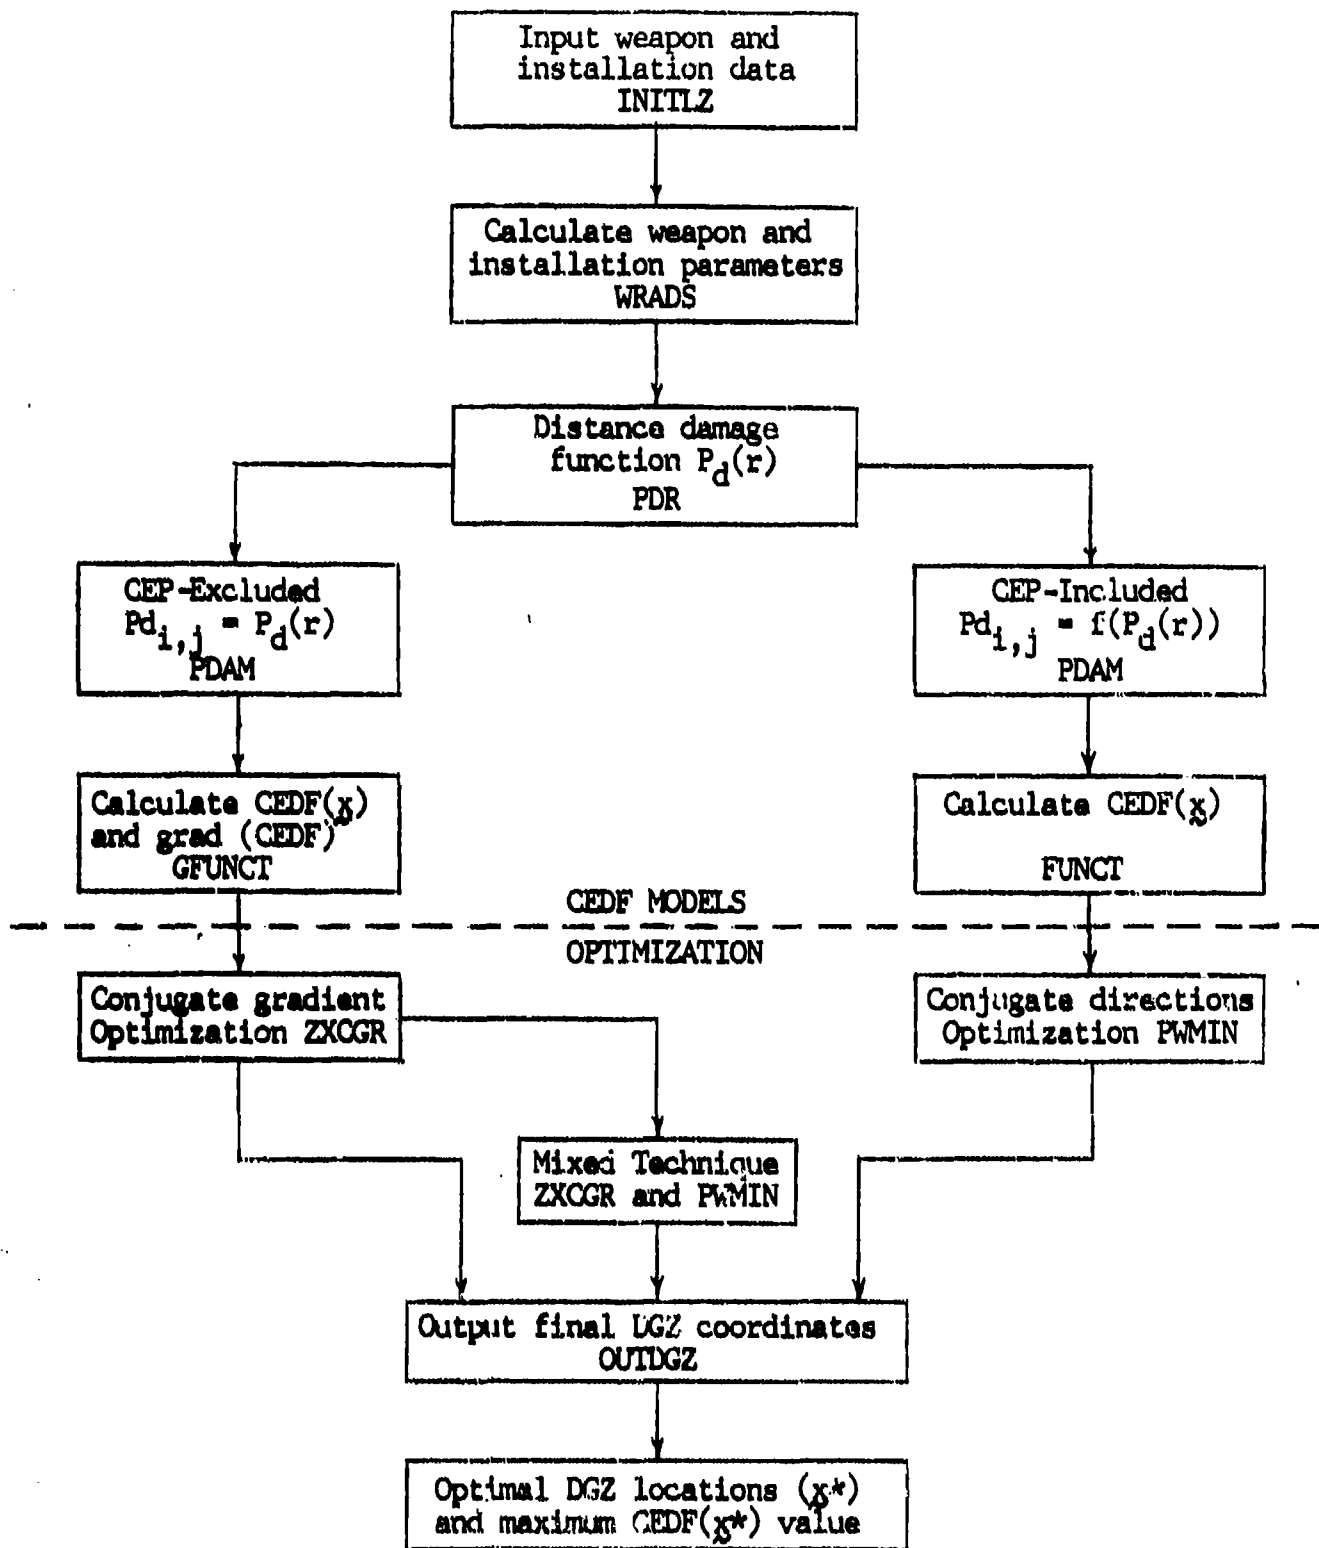 Input weapon and
installation data
INITLZ
Calculate weapon and
installation parameters
WRADS
Distance damage
function P_d(r)
PDR
CEP-Excluded
Pd_i,j = P_d(r)
PDAM
CEP-Included
Pd_i,j = f(P_d(r))
PDAM
Calculate CEDF(x̰)
and grad (CEDF)
GFUNCT
Calculate CEDF(x̰)
FUNCT
CEDF MODELS
OPTIMIZATION
Conjugate gradient
Optimization ZXCGR
Conjugate directions
Optimization PWMIN
Mixed Technique
ZXCGR and PWMIN
Output final DGZ coordinates
OUTDGZ
Optimal DGZ locations (x̰*)
and maximum CEDF(x̰*) value